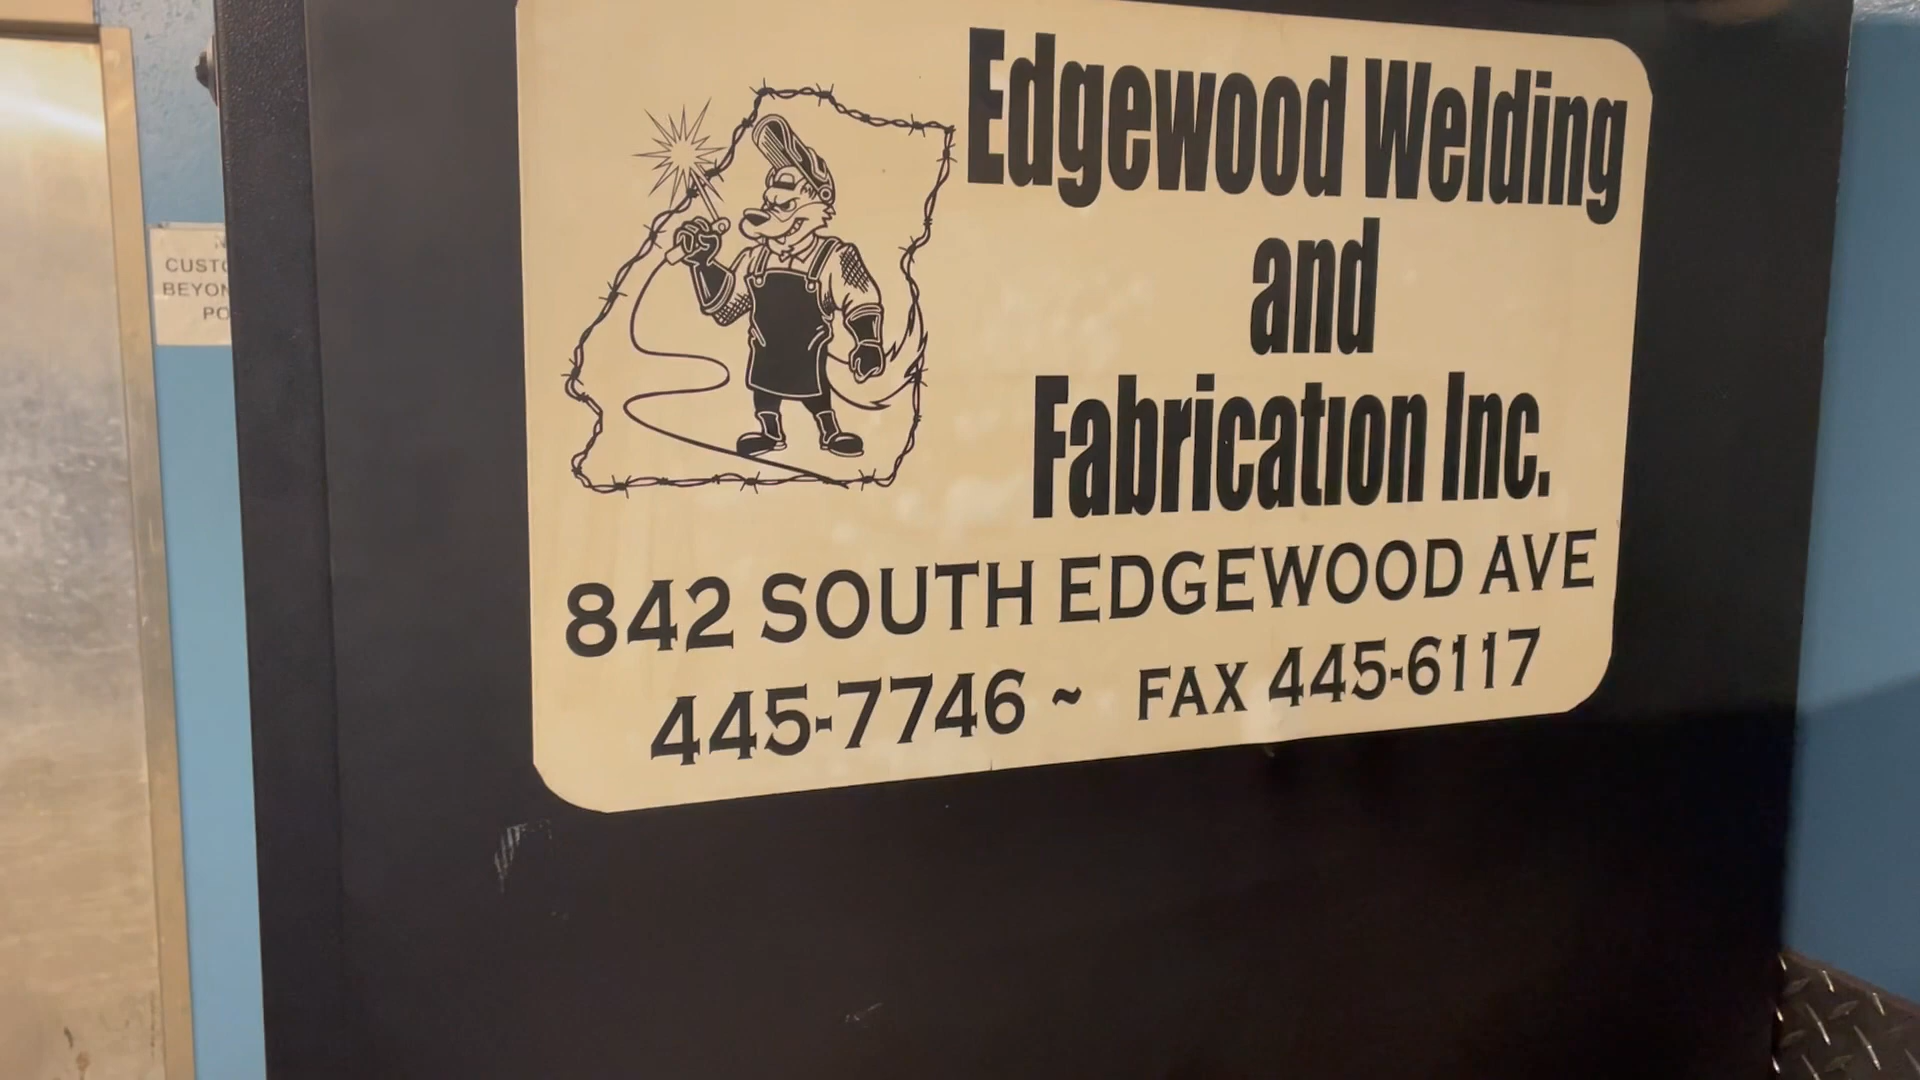 Edgewood Welding
and
Fabrication Inc.
842 SOUTH EDGEWOOD AVE
445-7746 ~ FAX 445-6117